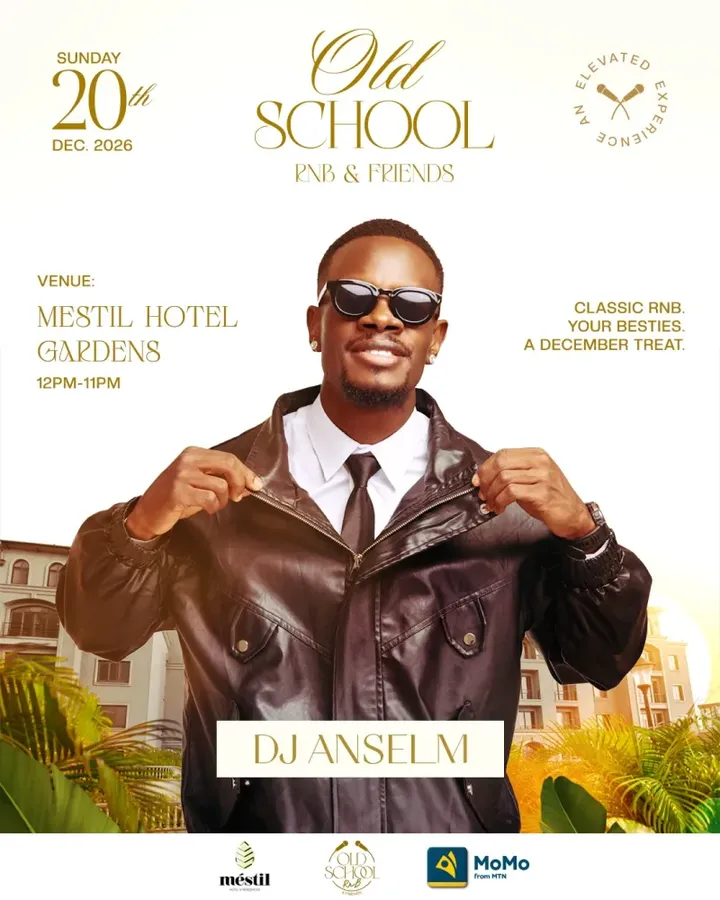 SUNDAY
20th
DEC. 2026
Old
SCHOOL
RNB & FRIENDS
AN ELEVATED EXPERIENCE
VENUE:
MESTIL HOTEL
GARDENS
12PM-11PM
CLASSIC RNB.
YOUR BESTIES.
A DECEMBER TREAT.
DJ ANSELM
méstil
OLD
SCHOOL
RnB
MoMo
from MTN